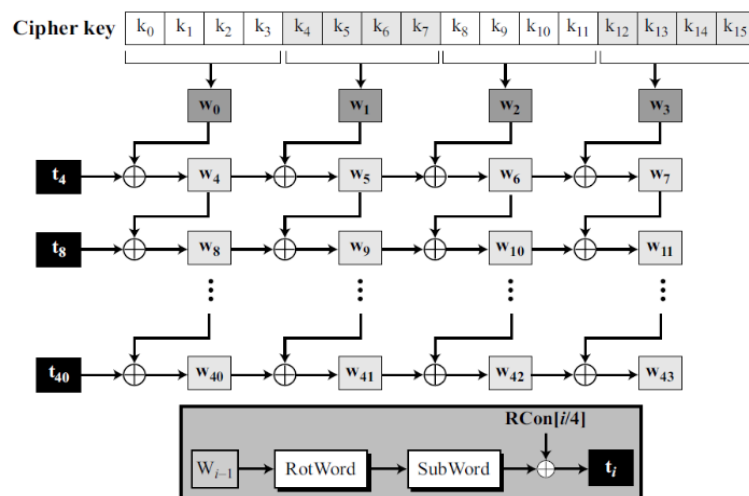 Cipher key k₀ k₁ k₂ k₃ k₄ k₅ k₆ k₇ k₈ k₉ k₁₀ k₁₁ k₁₂ k₁₃ k₁₄ k₁₅
w₀ w₁ w₂ w₃
t₄ w₄ w₅ w₆ w₇
t₈ w₈ w₉ w₁₀ w₁₁
t₄₀ w₄₀ w₄₁ w₄₂ w₄₃
RCon[i/4]
Wᵢ₋₁ RotWord SubWord tᵢ